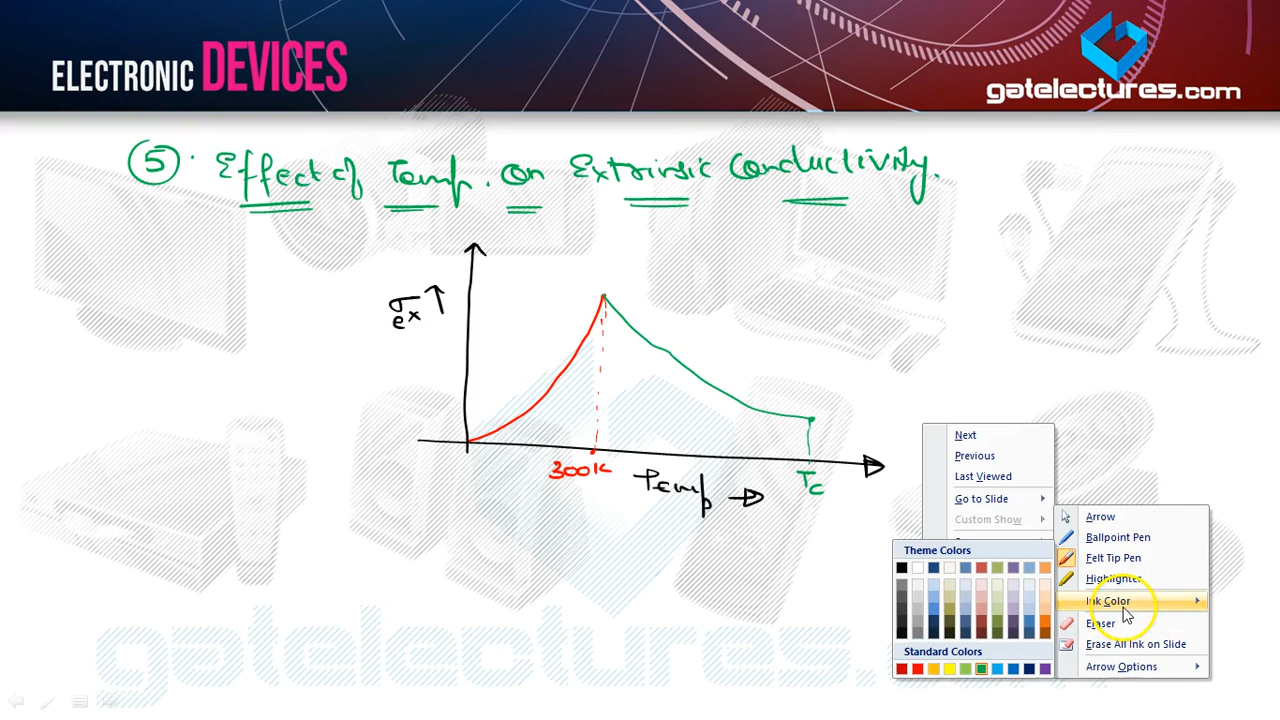 ELECTRONIC DEVICES
gatelectures.com
5. Effect of Temp. on Extrinsic Conductivity.
σex ↑
300K
Temp →
Tc
Next
Previous
Last Viewed
Go to Slide
Custom Show
Arrow
Ballpoint Pen
Felt Tip Pen
Highlighter
Ink Color
Eraser
Erase All Ink on Slide
Arrow Options
Theme Colors
Standard Colors
gatelectures.